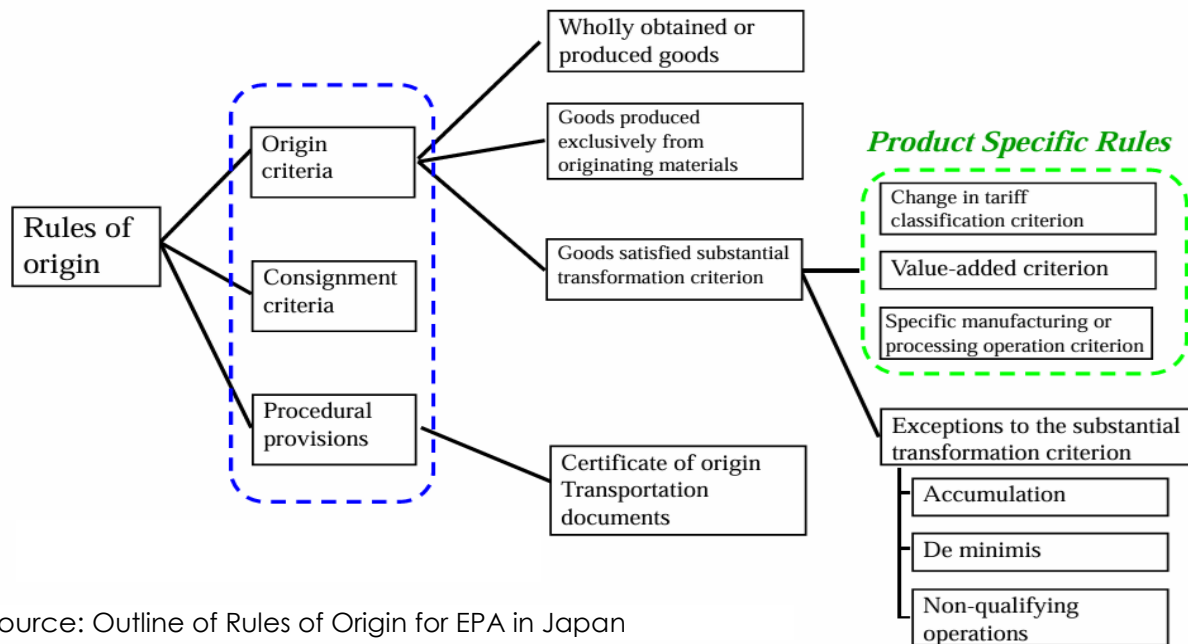 Rules of
origin
Origin
criteria
Consignment
criteria
Procedural
provisions
Wholly obtained or
produced goods
Goods produced
exclusively from
originating materials
Goods satisfied substantial
transformation criterion
Certificate of origin
Transportation
documents
Product Specific Rules
Change in tariff
classification criterion
Value-added criterion
Specific manufacturing or
processing operation criterion
Exceptions to the substantial
transformation criterion
Accumulation
De minimis
Non-qualifying
operations
ource: Outline of Rules of Origin for EPA in Japan